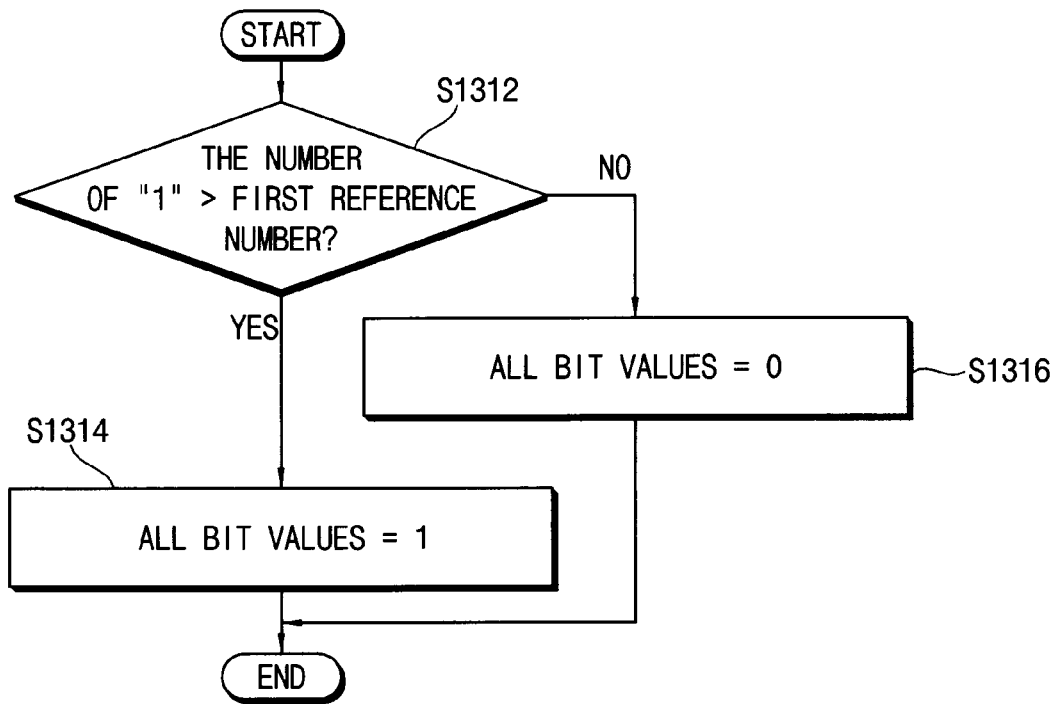 START
S1312
THE NUMBER
OF "1" > FIRST REFERENCE
NUMBER?
NO
YES
ALL BIT VALUES = 0
S1316
S1314
ALL BIT VALUES = 1
END